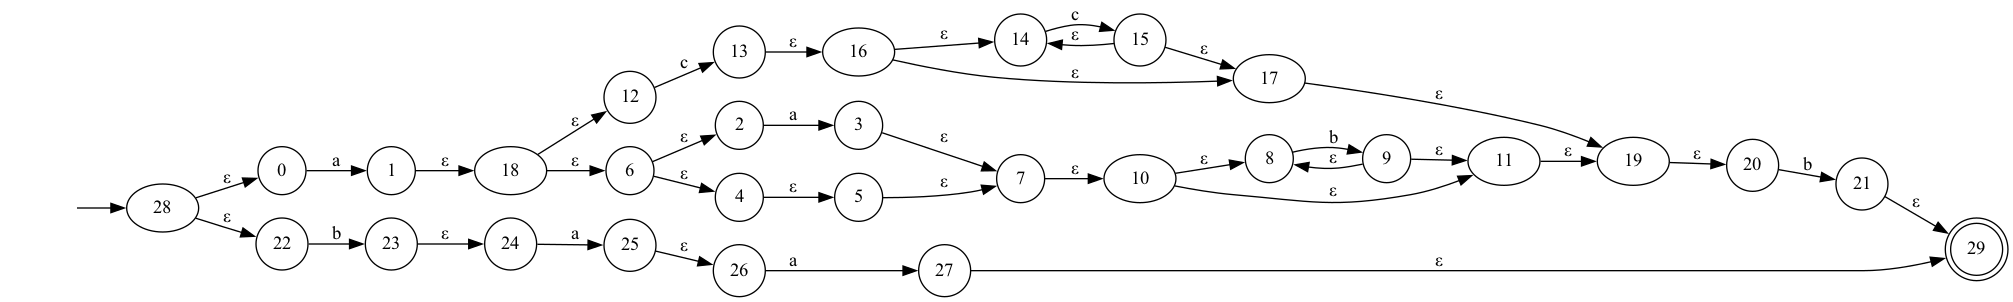 c
13 ε 16 ε 14 ε 15 ε
c ε 17
12 ε ε
ε 2 a 3 ε
ε b
28 ε 0 a 1 ε 18 ε 6 ε 4 ε 5 ε 7 ε 10 ε 8 ε 9 ε 11 ε 19 ε 20 b 21 ε
ε
ε 22 b 23 ε 24 a 25 ε 26 a 27 ε 29